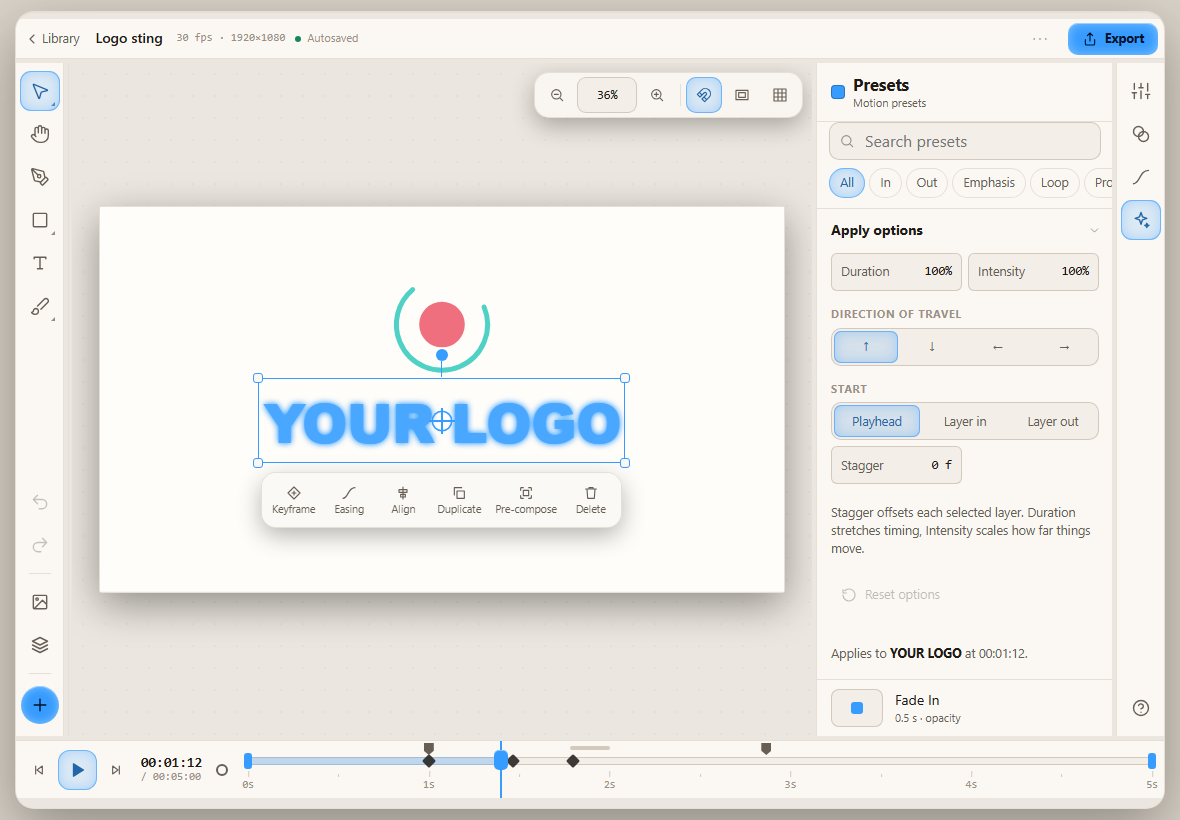 Library
Logo sting
30 fps · 1920×1080
Autosaved
···
Export
36%
Presets
Motion presets
Search presets
All
In
Out
Emphasis
Loop
Pro
Apply options
Duration 100%
Intensity 100%
DIRECTION OF TRAVEL
↑ ↓ ← →
START
Playhead
Layer in
Layer out
Stagger 0 f
Stagger offsets each selected layer. Duration
stretches timing, Intensity scales how far things
move.
Reset options
Applies to YOUR LOGO at 00:01:12.
Fade In
0.5 s · opacity
YOUR LOGO
Keyframe
Easing
Align
Duplicate
Pre-compose
Delete
00:01:12
/ 00:05:00
0s
1s
2s
3s
4s
5s